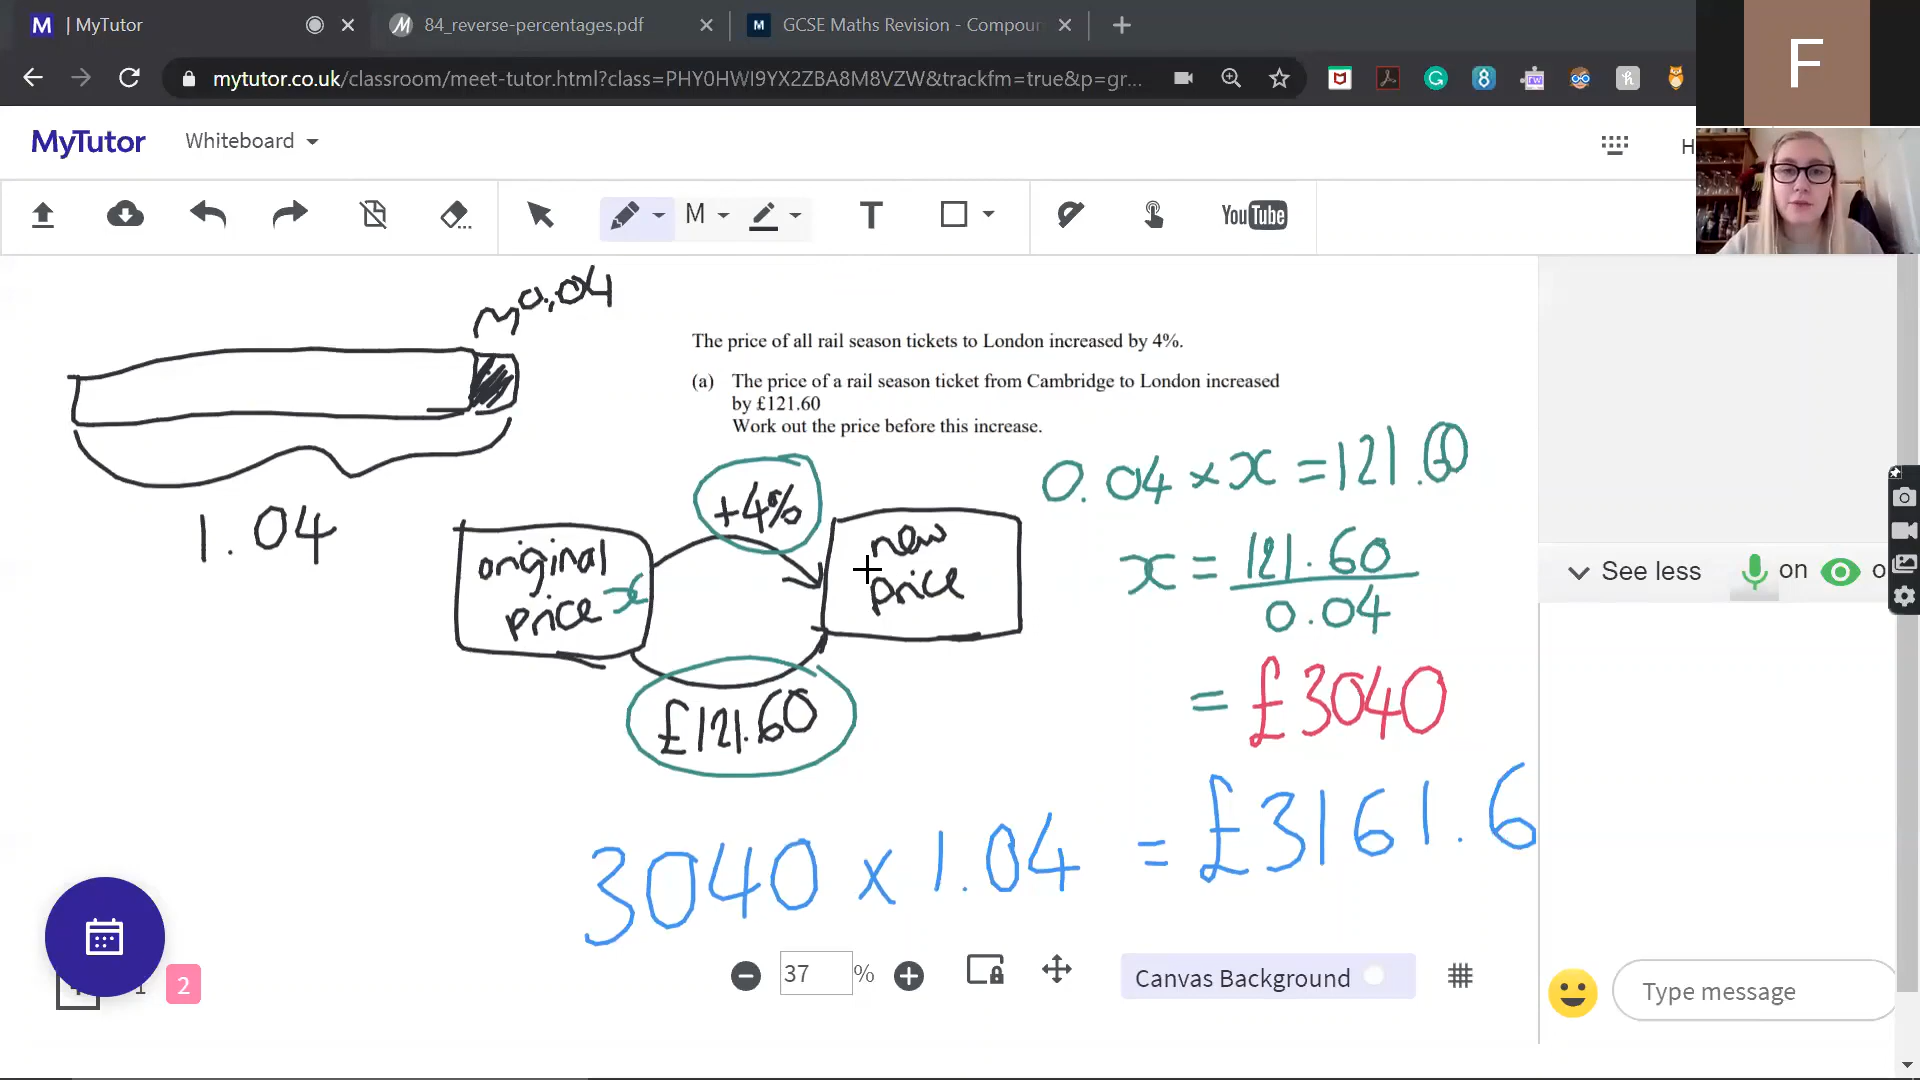 | MyTutor
84_reverse-percentages.pdf
GCSE Maths Revision - Compoun
mytutor.co.uk/classroom/meet-tutor.html?class=PHY0HWI9YX2ZBA8M8VZW&trackfm=true&p=gr...
F
MyTutor
Whiteboard
H
M
T
YouTube
0.04
The price of all rail season tickets to London increased by 4%.
(a) The price of a rail season ticket from Cambridge to London increased
by £121.60
Work out the price before this increase.
1.04
+4%
original
price x
new
price
£121.60
0.04 × x = 121.60
x = 121.60
0.04
= £3040
3040 x 1.04 = £3161.6
See less
on
o
1
2
37
%
Canvas Background
Type message